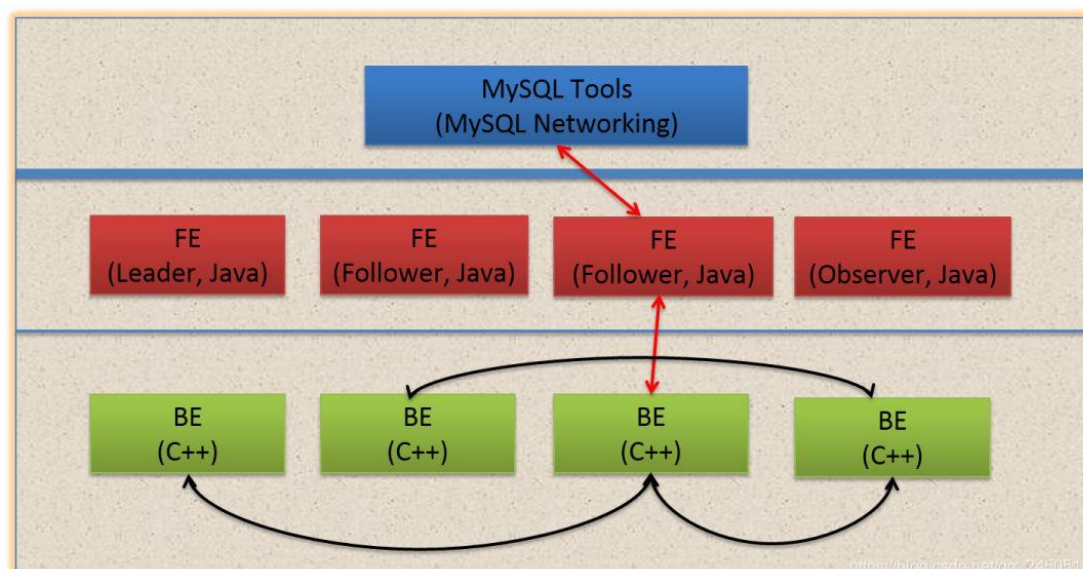 MySQL Tools
(MySQL Networking)
FE
(Leader, Java)
FE
(Follower, Java)
FE
(Follower, Java)
FE
(Observer, Java)
BE
(C++)
BE
(C++)
BE
(C++)
BE
(C++)